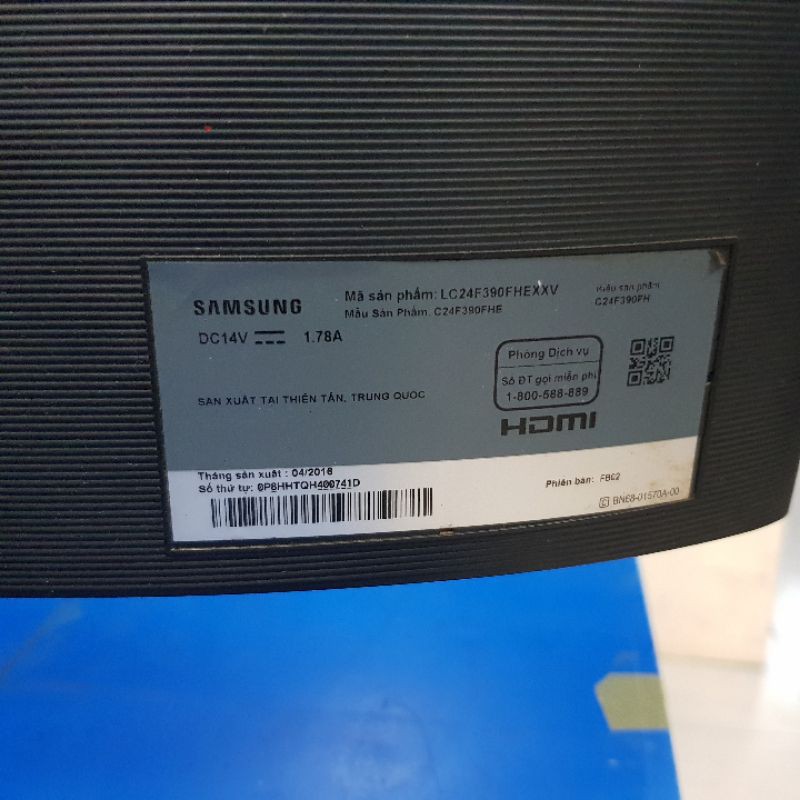 SAMSUNG
Mã sản phẩm: LC24F390FHEXXV
Mẫu Sản Phẩm: C24F390FHE
Kiểu sản phẩm
C24F390FH
DC14V 1.78A
Phòng Dịch vụ
Số ĐT gọi miễn phí
1-800-588-889
SẢN XUẤT TẠI THIÊN TÂN, TRUNG QUỐC
HDMI
Tháng sản xuất : 04/2016
Số thứ tự: 0P8HHTQH400741D
Phiên bản: FB02
BN68-01570A-00